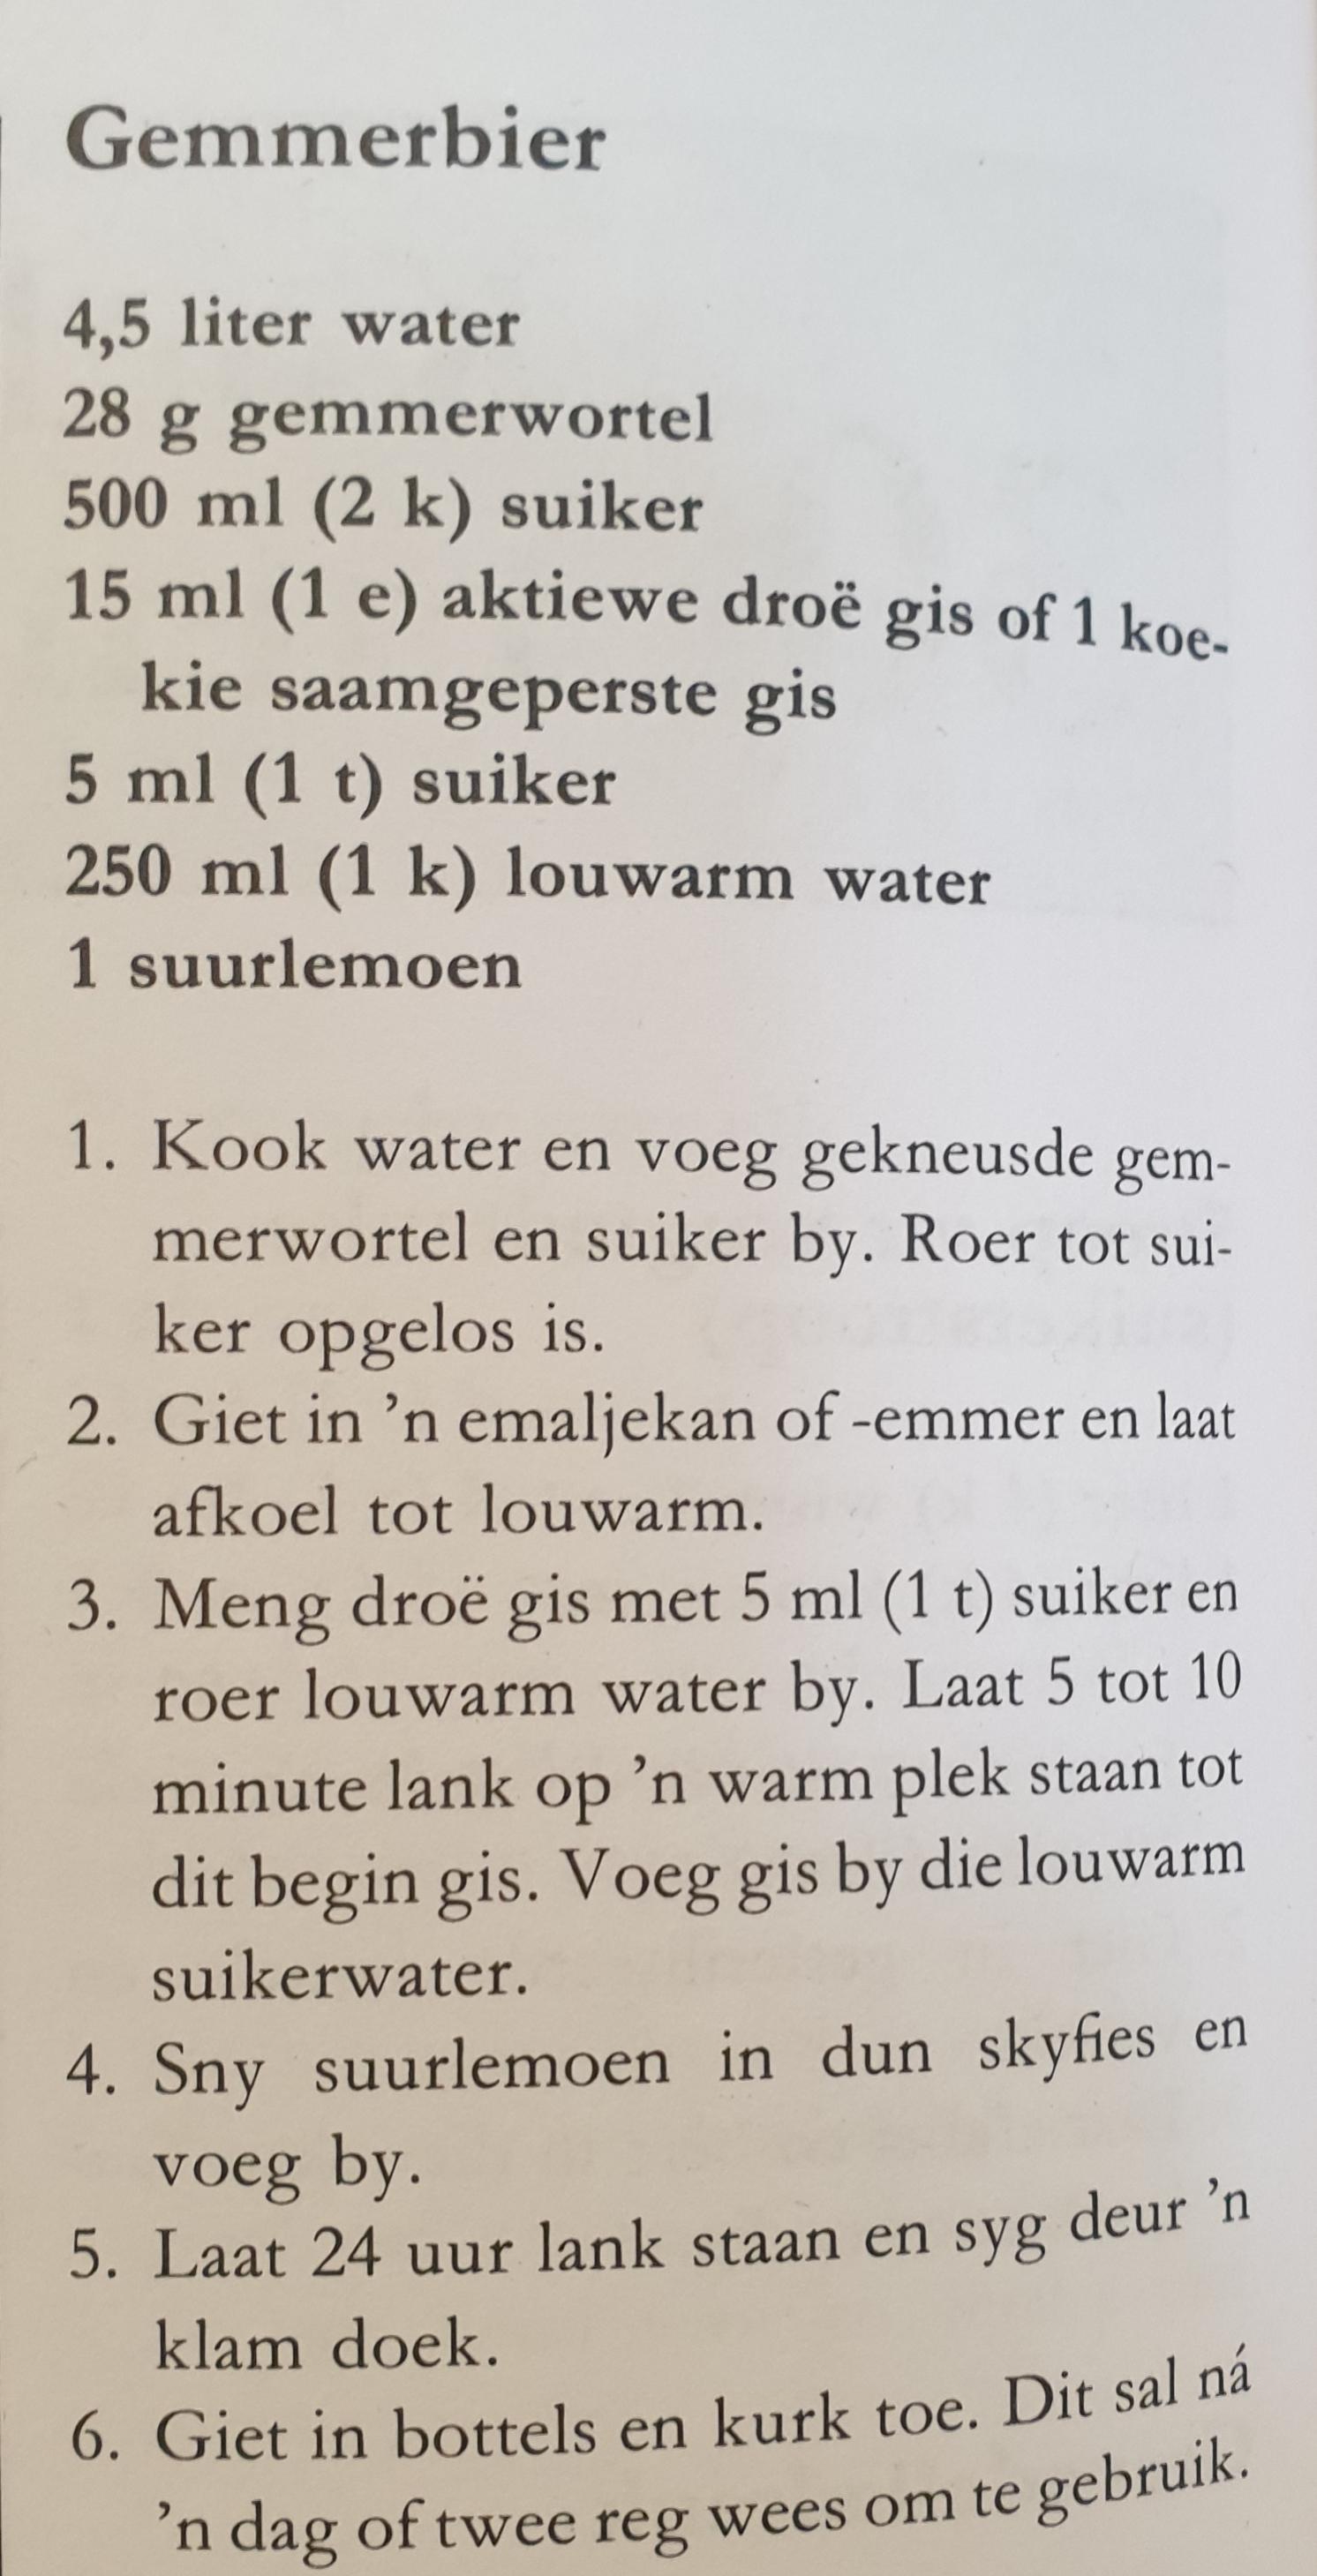 Gemmerbier
4,5 liter water
28 g gemmerwortel
500 ml (2 k) suiker
15 ml (1 e) aktiewe droë gis of 1 koe-
kie saamgeperste gis
5 ml (1 t) suiker
250 ml (1 k) louwarm water
1 suurlemoen
1. Kook water en voeg gekneusde gem-
merwortel en suiker by. Roer tot sui-
ker opgelos is.
2. Giet in ’n emaljekan of -emmer en laat
afkoel tot louwarm.
3. Meng droë gis met 5 ml (1 t) suiker en
roer louwarm water by. Laat 5 tot 10
minute lank op ’n warm plek staan tot
dit begin gis. Voeg gis by die louwarm
suikerwater.
4. Sny suurlemoen in dun skyfies en
voeg by.
5. Laat 24 uur lank staan en syg deur ’n
klam doek.
6. Giet in bottels en kurk toe. Dit sal ná
’n dag of twee reg wees om te gebruik.